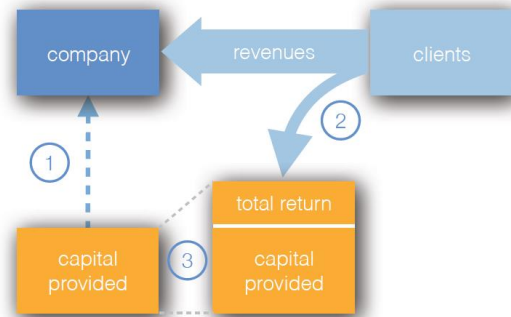 company
revenues
clients
2
1
total return
capital
provided
3
capital
provided